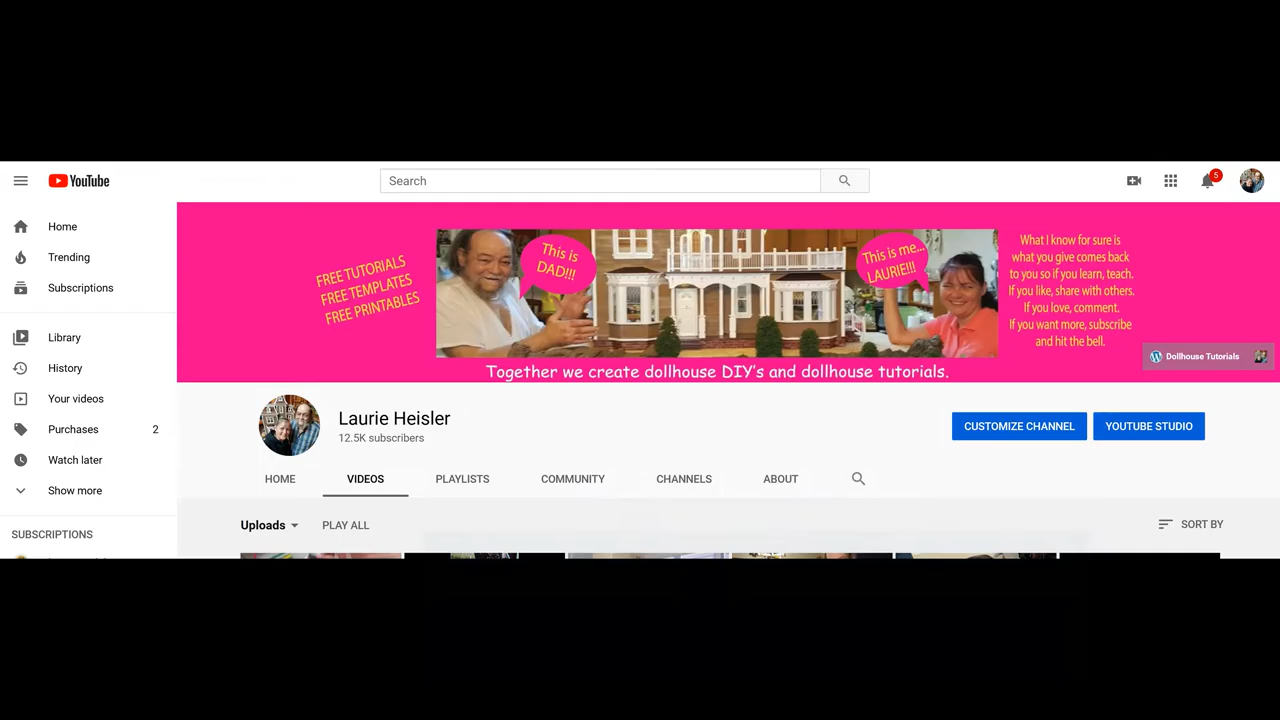 YouTube
Search
5
Home
Trending
Subscriptions
Library
History
Your videos
Purchases 2
Watch later
Show more
SUBSCRIPTIONS
FREE TUTORIALS
FREE TEMPLATES
FREE PRINTABLES
This is
DAD!!!
This is me...
LAURIE!!!
What I know for sure is
what you give comes back
to you so if you learn, teach.
If you like, share with others.
If you love, comment.
If you want more, subscribe
and hit the bell.
Dollhouse Tutorials
Together we create dollhouse DIY's and dollhouse tutorials.
Laurie Heisler
12.5K subscribers
CUSTOMIZE CHANNEL
YOUTUBE STUDIO
HOME VIDEOS PLAYLISTS COMMUNITY CHANNELS ABOUT
Uploads PLAY ALL SORT BY